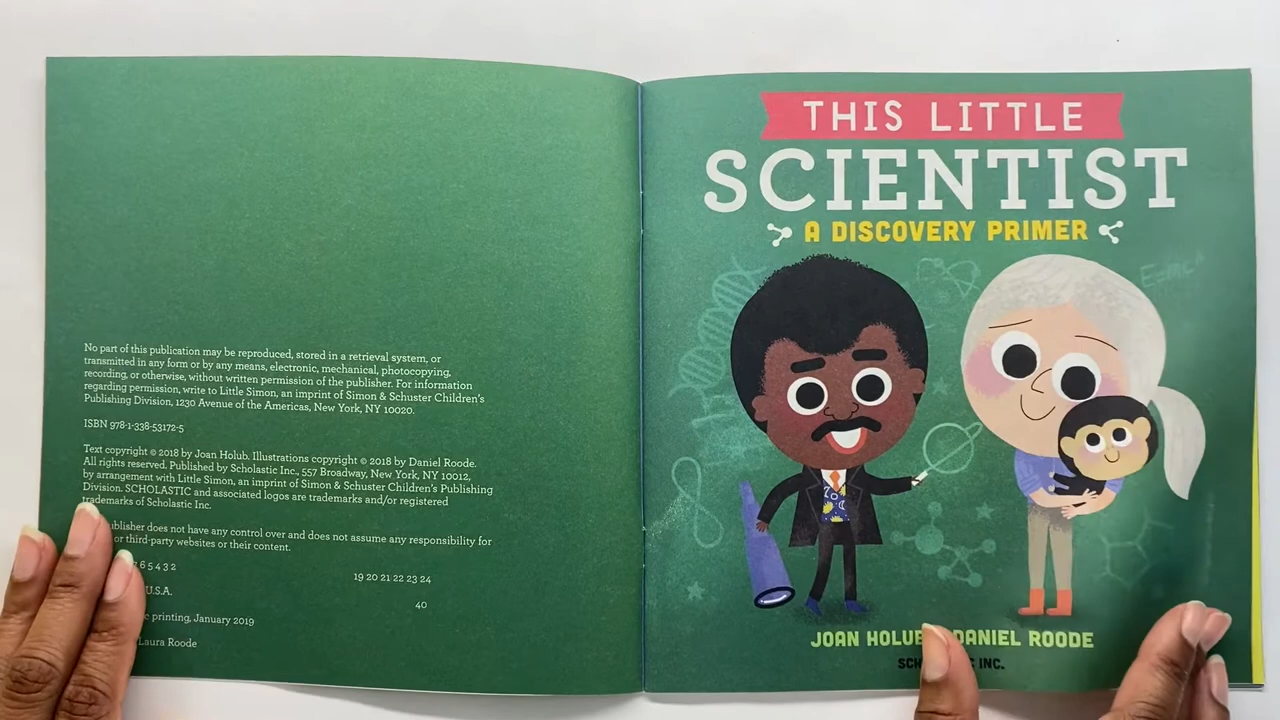 No part of this publication may be reproduced, stored in a retrieval system, or
transmitted in any form or by any means, electronic, mechanical, photocopying,
recording, or otherwise, without written permission of the publisher. For information
regarding permission, write to Little Simon, an imprint of Simon & Schuster Children's
Publishing Division, 1230 Avenue of the Americas, New York, NY 10020.
ISBN 978-1-338-53172-5
Text copyright © 2018 by Joan Holub. Illustrations copyright © 2018 by Daniel Roode.
All rights reserved. Published by Scholastic Inc., 557 Broadway, New York, NY 10012,
by arrangement with Little Simon, an imprint of Simon & Schuster Children's Publishing
Division. SCHOLASTIC and associated logos are trademarks and/or registered
trademarks of Scholastic Inc.
ublisher does not have any control over and does not assume any responsibility for
or third-party websites or their content.
6 5 4 3 2 19 20 21 22 23 24
U.S.A. 40
printing, January 2019
Laura Roode
THIS LITTLE
SCIENTIST
A DISCOVERY PRIMER
JOAN HOLUB DANIEL ROODE
INC.